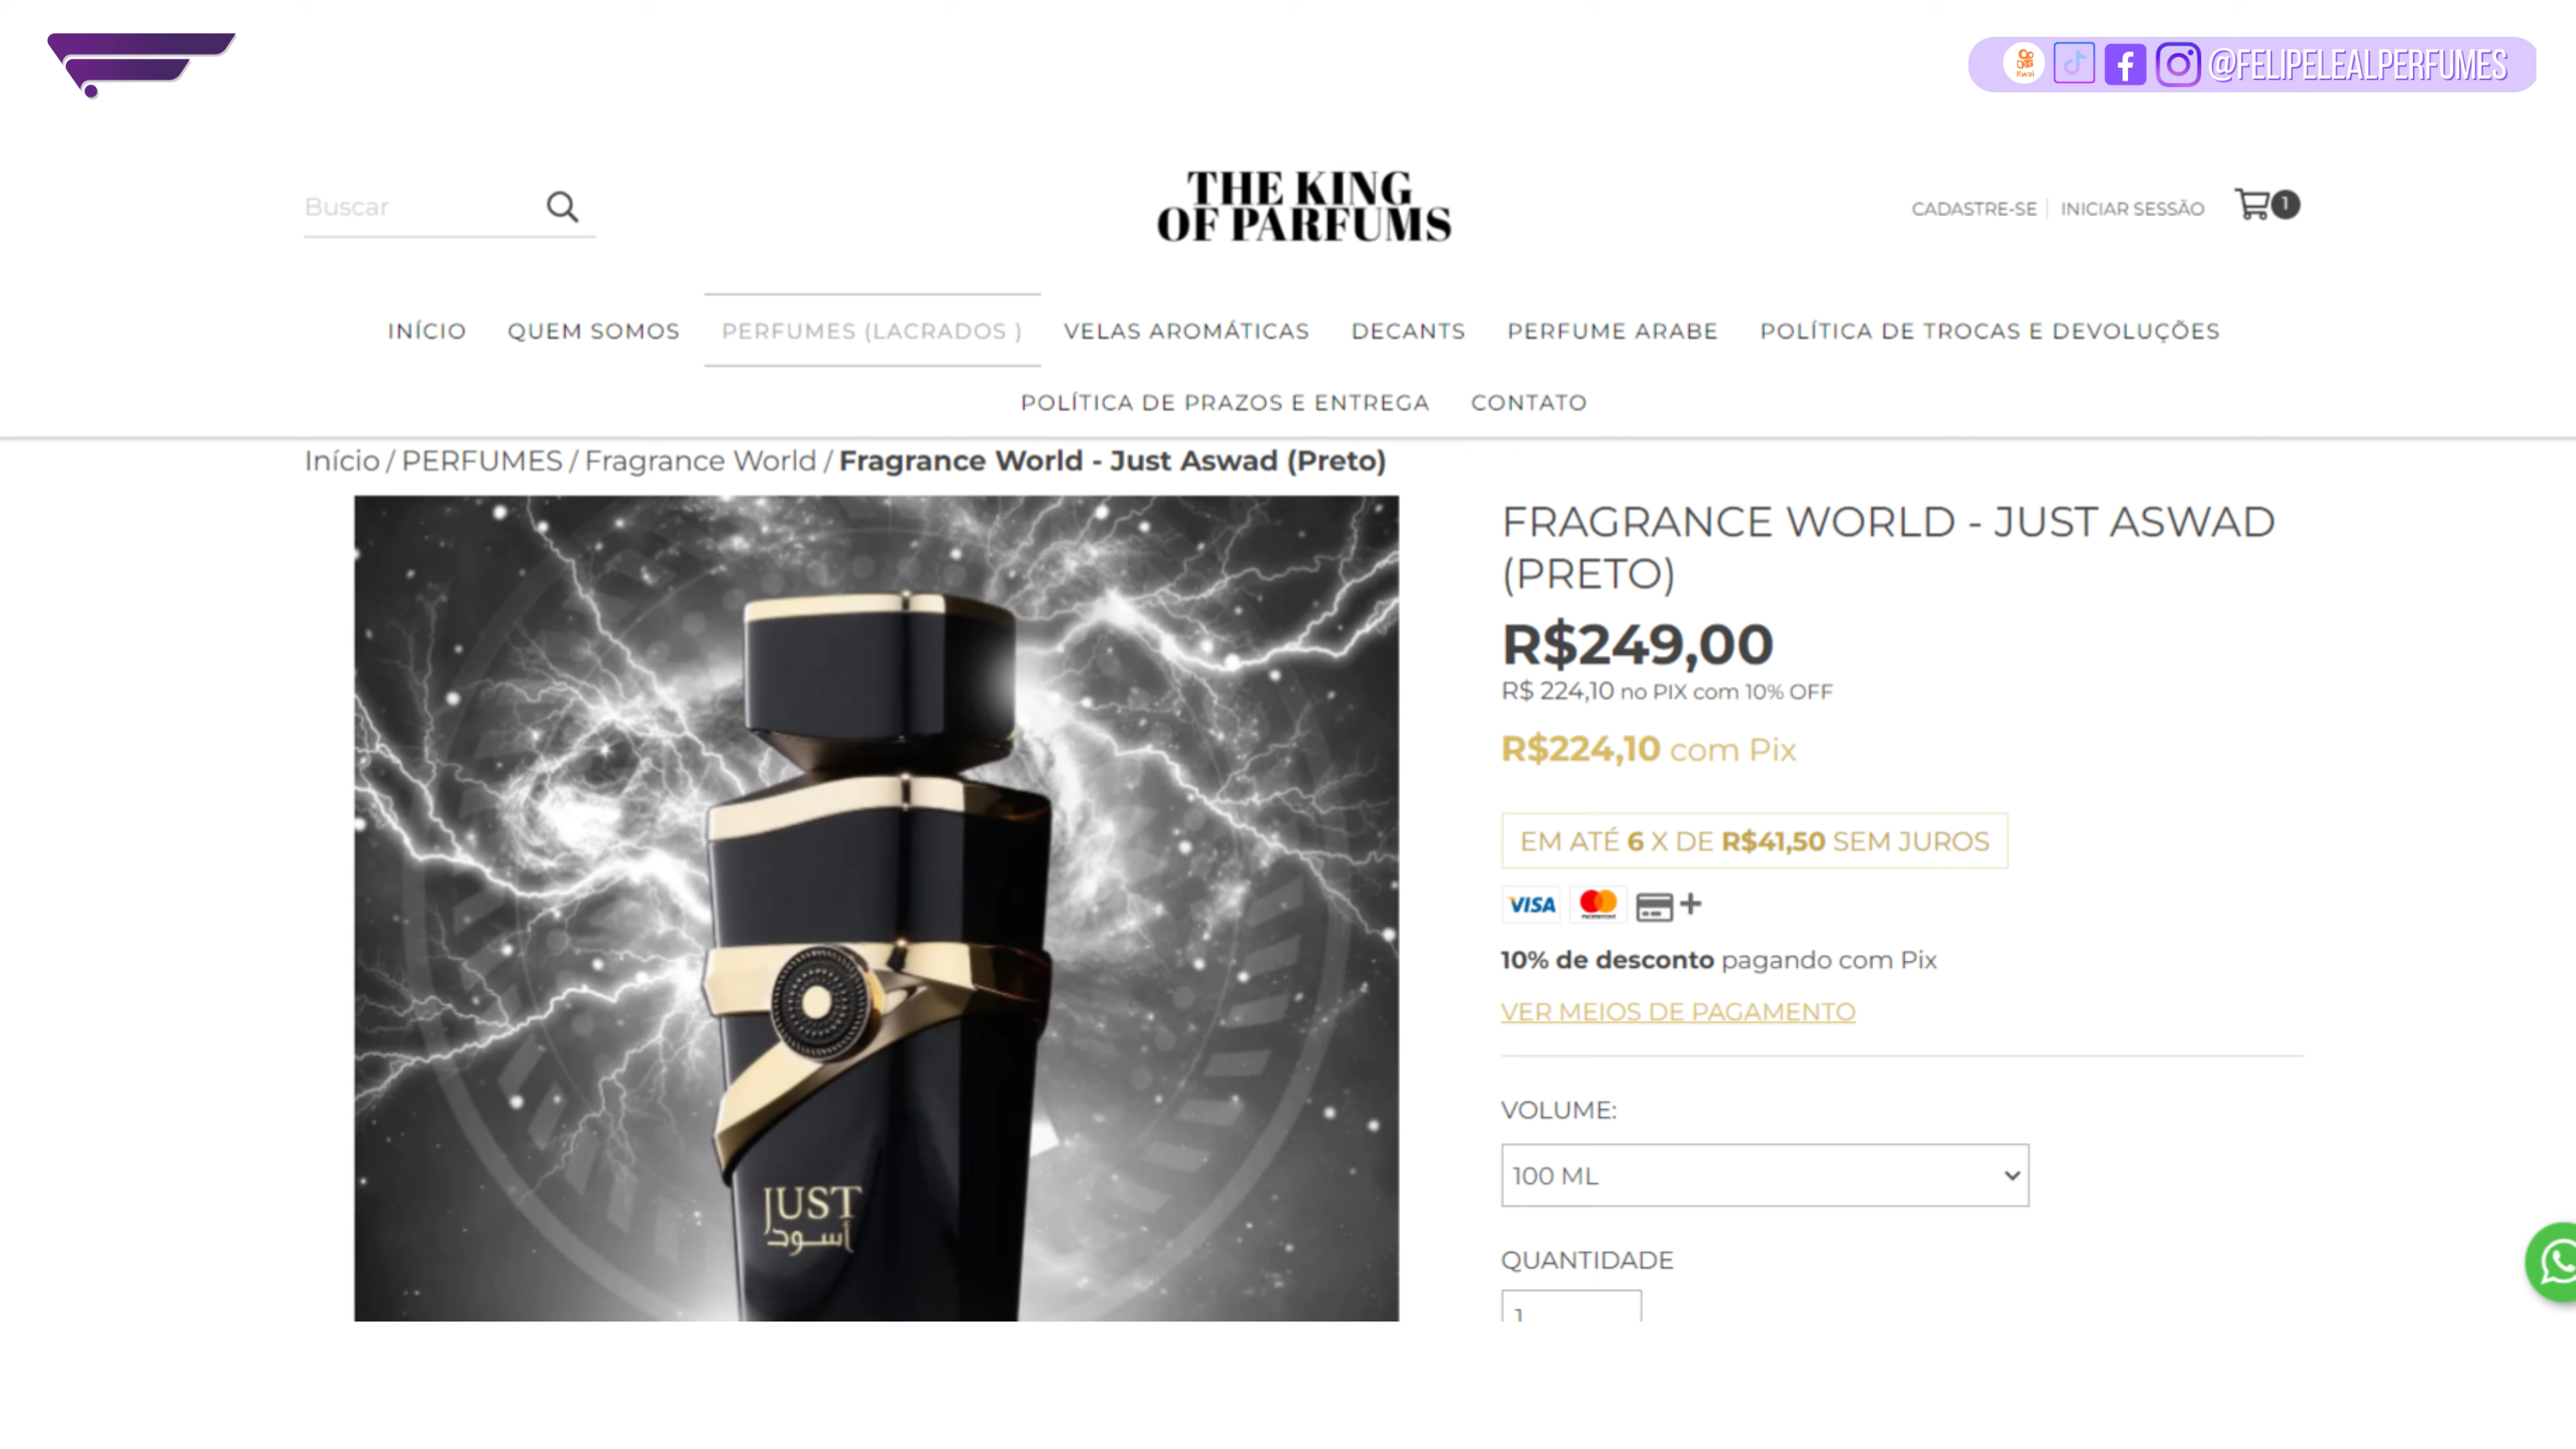 Kwai
@FELIPELEALPERFUMES
Buscar
THE KING
OF PARFUMS
CADASTRE-SE
INICIAR SESSÃO
1
INÍCIO
QUEM SOMOS
PERFUMES (LACRADOS )
VELAS AROMÁTICAS
DECANTS
PERFUME ARABE
POLÍTICA DE TROCAS E DEVOLUÇÕES
POLÍTICA DE PRAZOS E ENTREGA
CONTATO
Início / PERFUMES / Fragrance World / Fragrance World - Just Aswad (Preto)
JUST
أسود
FRAGRANCE WORLD - JUST ASWAD
(PRETO)
R$249,00
R$ 224,10 no PIX com 10% OFF
R$224,10 com Pix
EM ATÉ 6 X DE R$41,50 SEM JUROS
VISA
10% de desconto pagando com Pix
VER MEIOS DE PAGAMENTO
VOLUME:
100 ML
QUANTIDADE
1